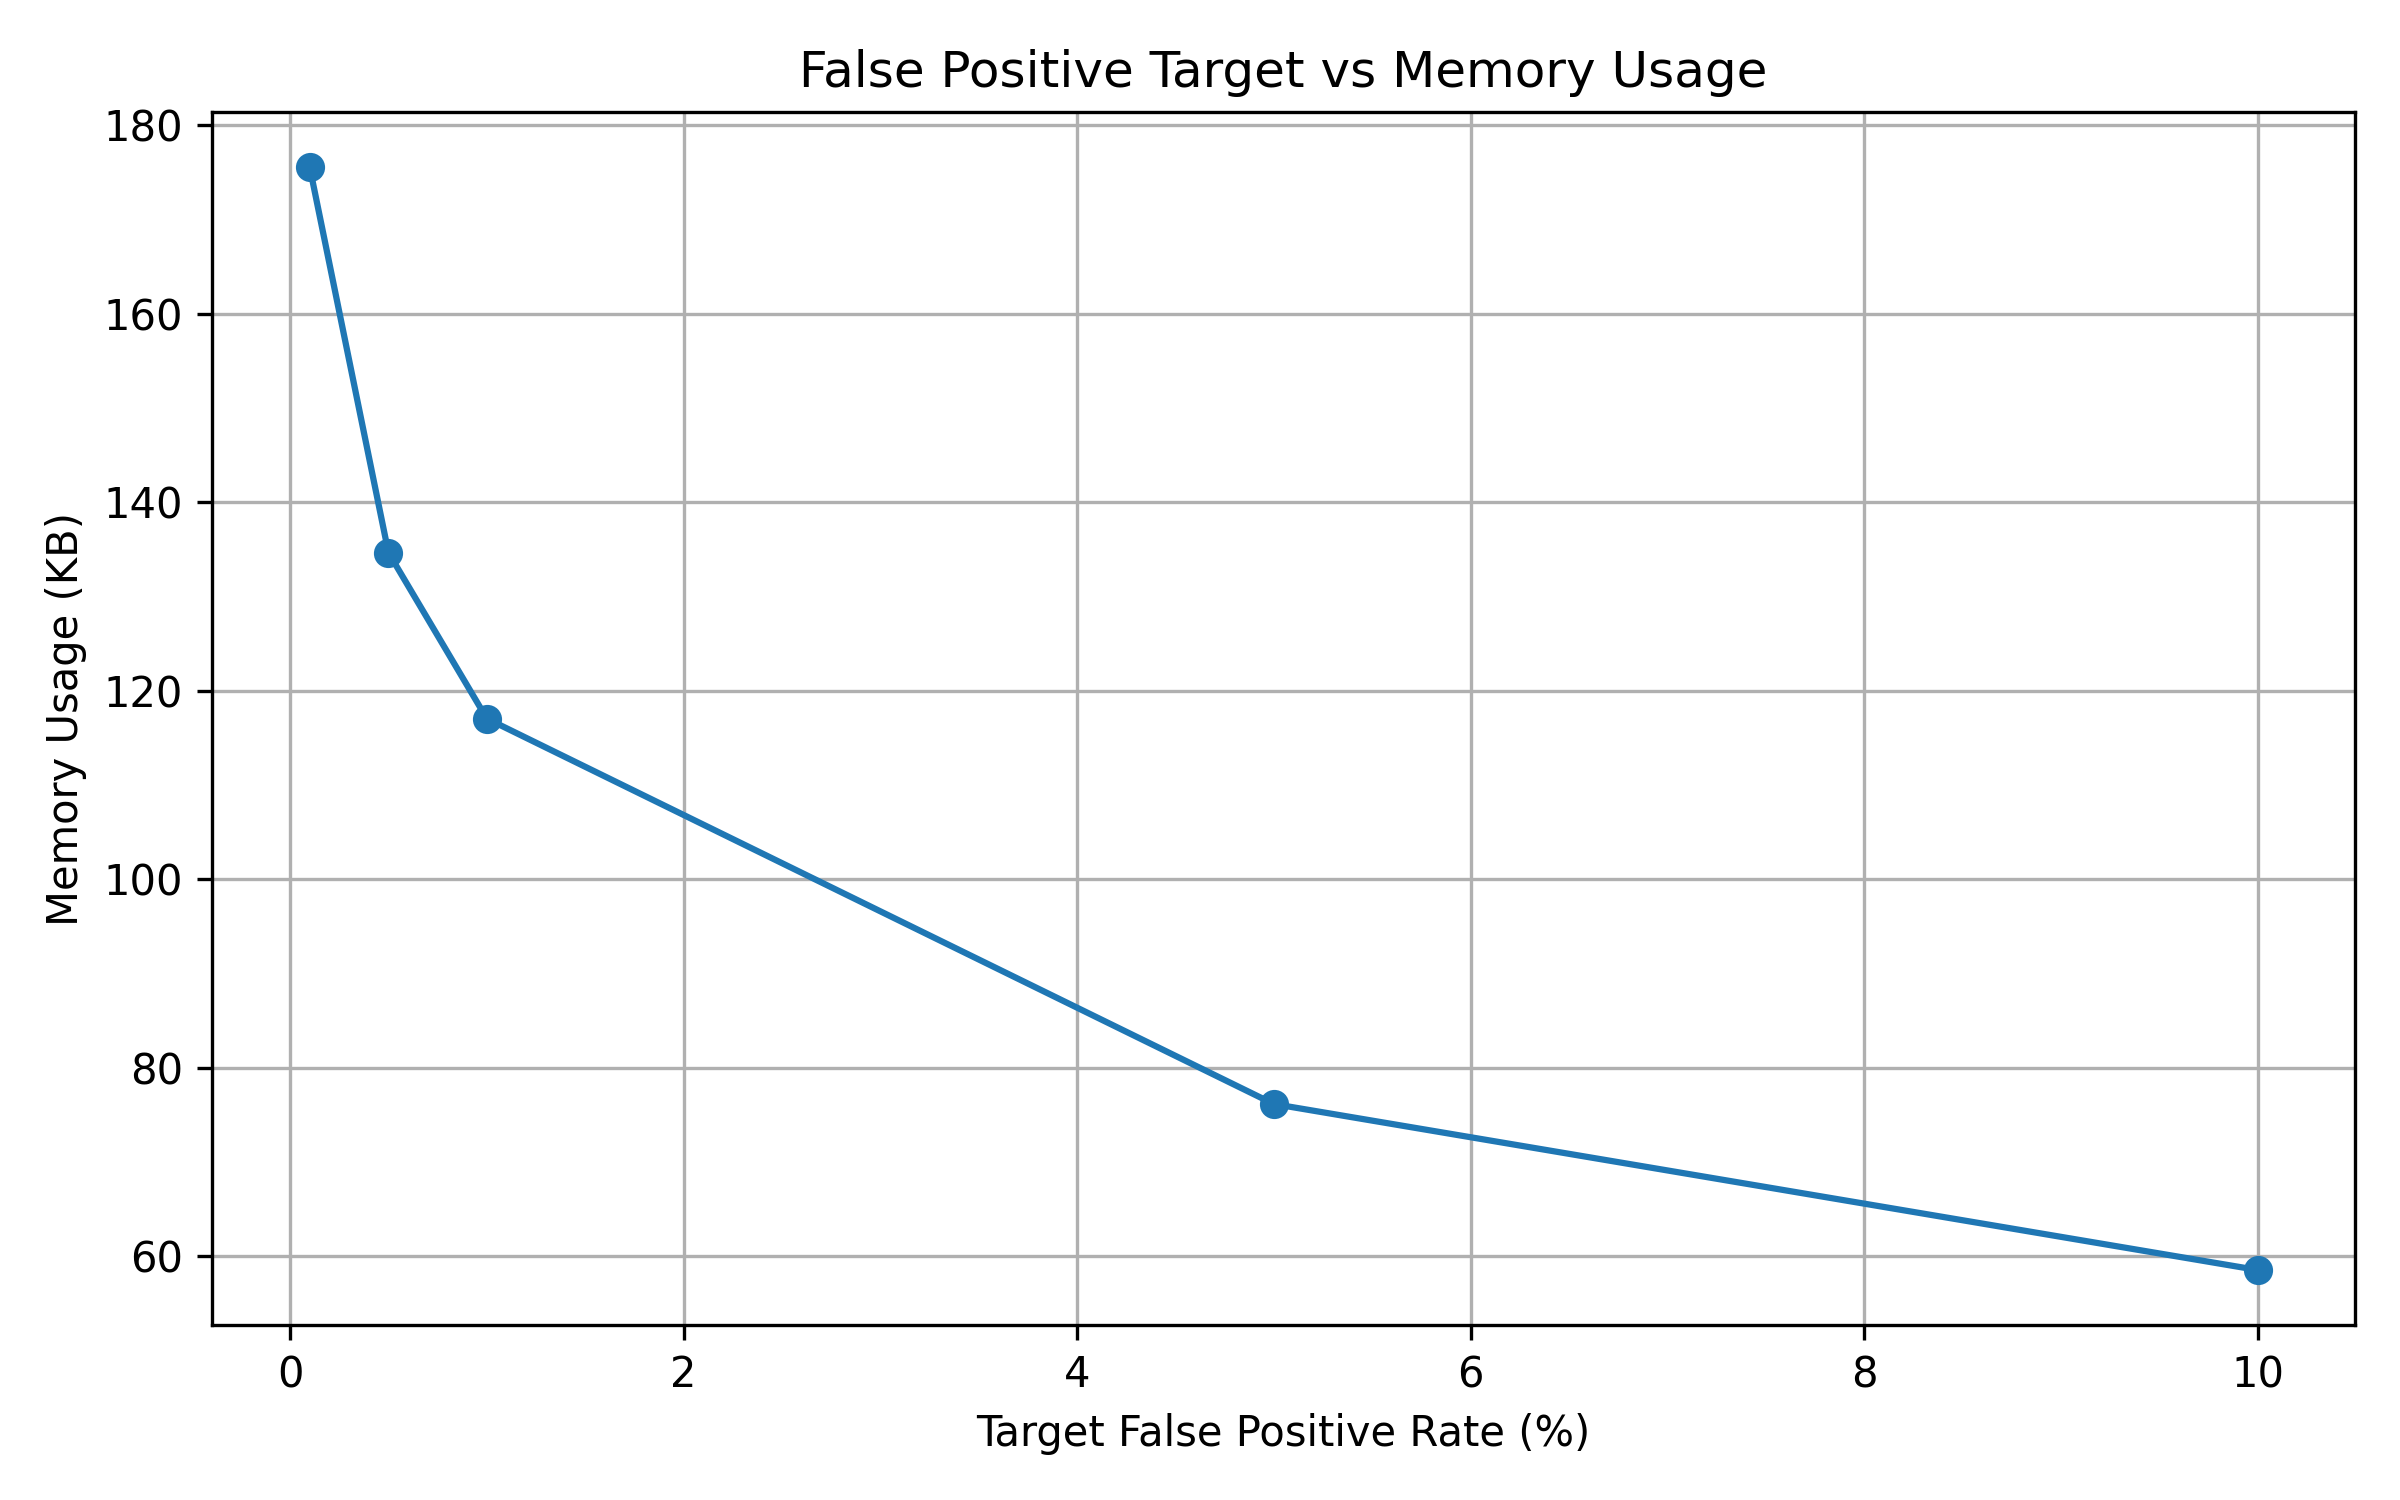 False Positive Target vs Memory Usage
180
160
140
120
100
80
60
Memory Usage (KB)
0 2 4 6 8 10
Target False Positive Rate (%)